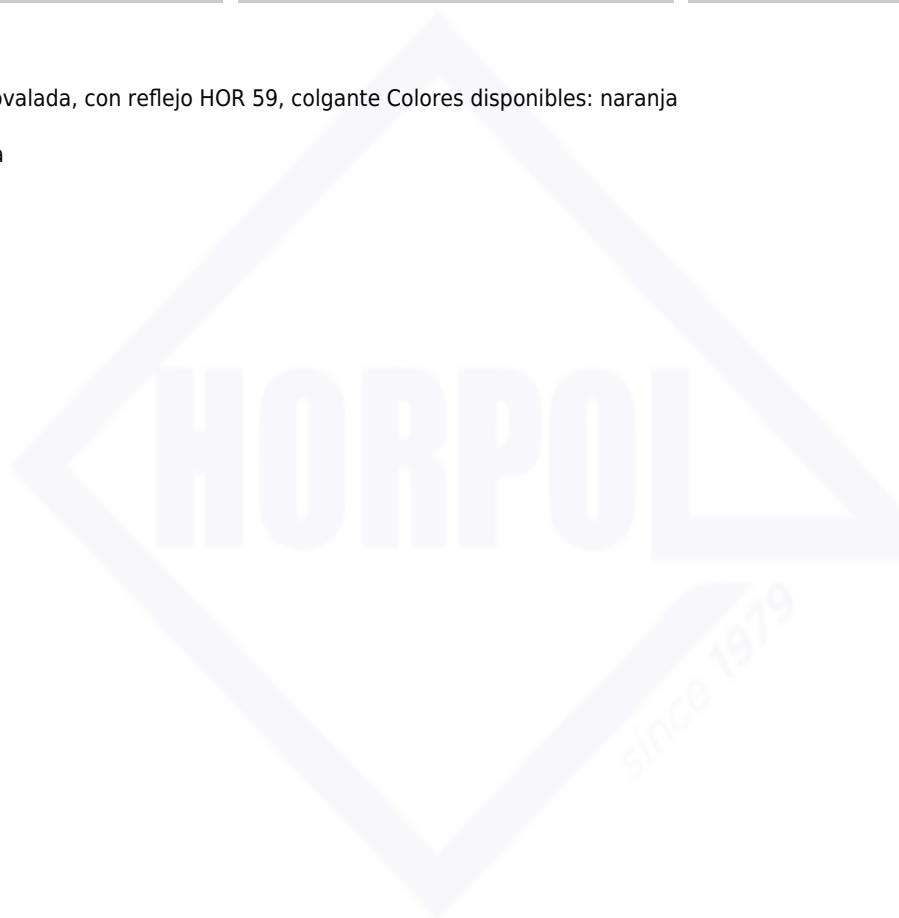 ovalada, con reflejo HOR 59, colgante Colores disponibles: naranja
a
HORPOL
since 1979